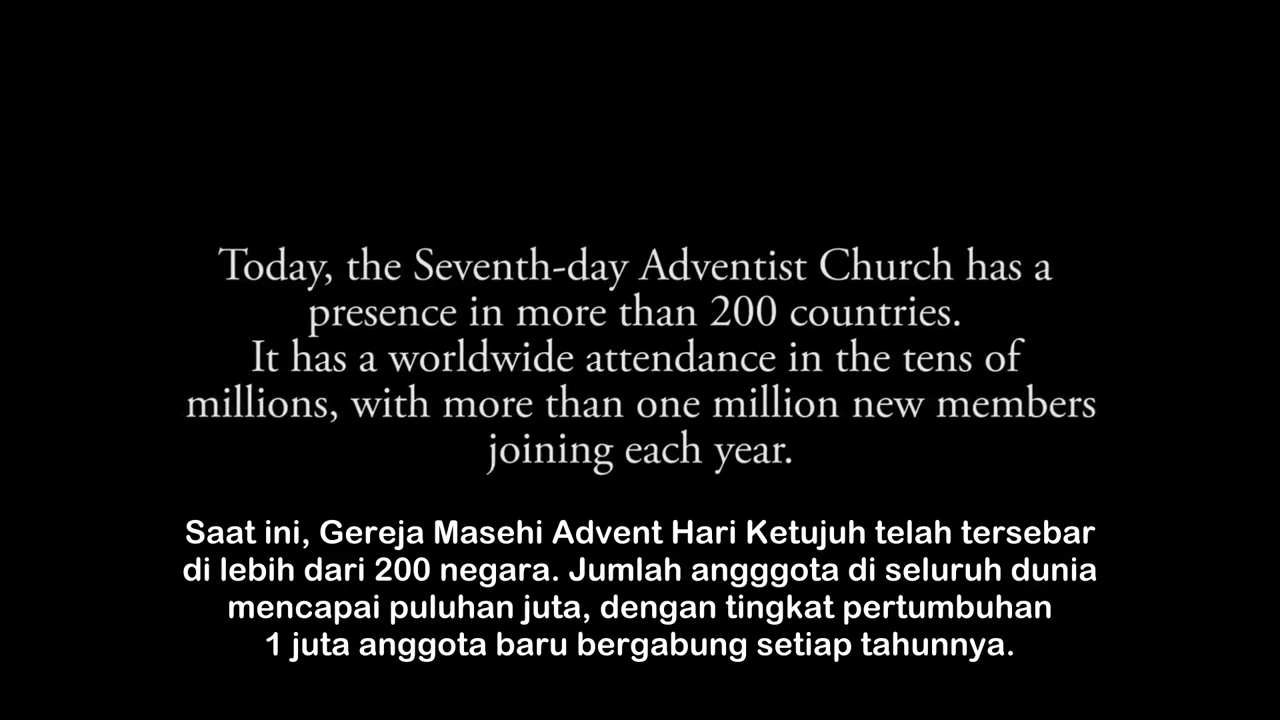 Today, the Seventh-day Adventist Church has a
presence in more than 200 countries.
It has a worldwide attendance in the tens of
millions, with more than one million new members
joining each year.
Saat ini, Gereja Masehi Advent Hari Ketujuh telah tersebar
di lebih dari 200 negara. Jumlah angggota di seluruh dunia
mencapai puluhan juta, dengan tingkat pertumbuhan
1 juta anggota baru bergabung setiap tahunnya.